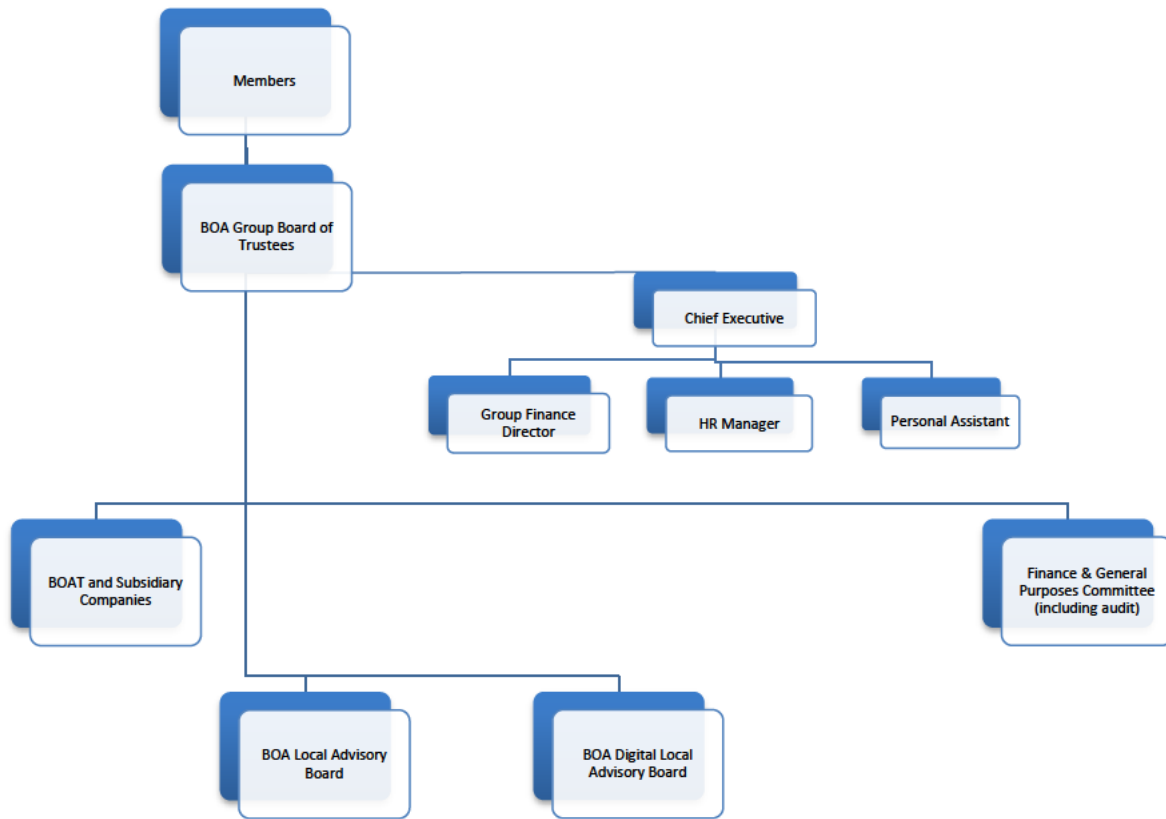 Members
BOA Group Board of
Trustees
Chief Executive
Group Finance
Director
HR Manager
Personal Assistant
BOAT and Subsidiary
Companies
Finance & General
Purposes Committee
(including audit)
BOA Local Advisory
Board
BOA Digital Local
Advisory Board